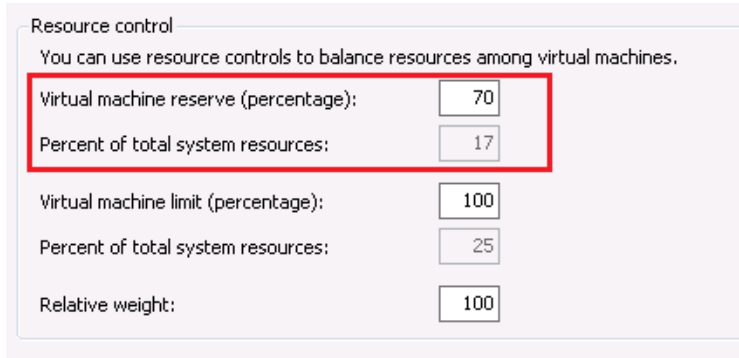 Resource control
You can use resource controls to balance resources among virtual machines.
Virtual machine reserve (percentage): 70
Percent of total system resources: 17
Virtual machine limit (percentage): 100
Percent of total system resources: 25
Relative weight: 100